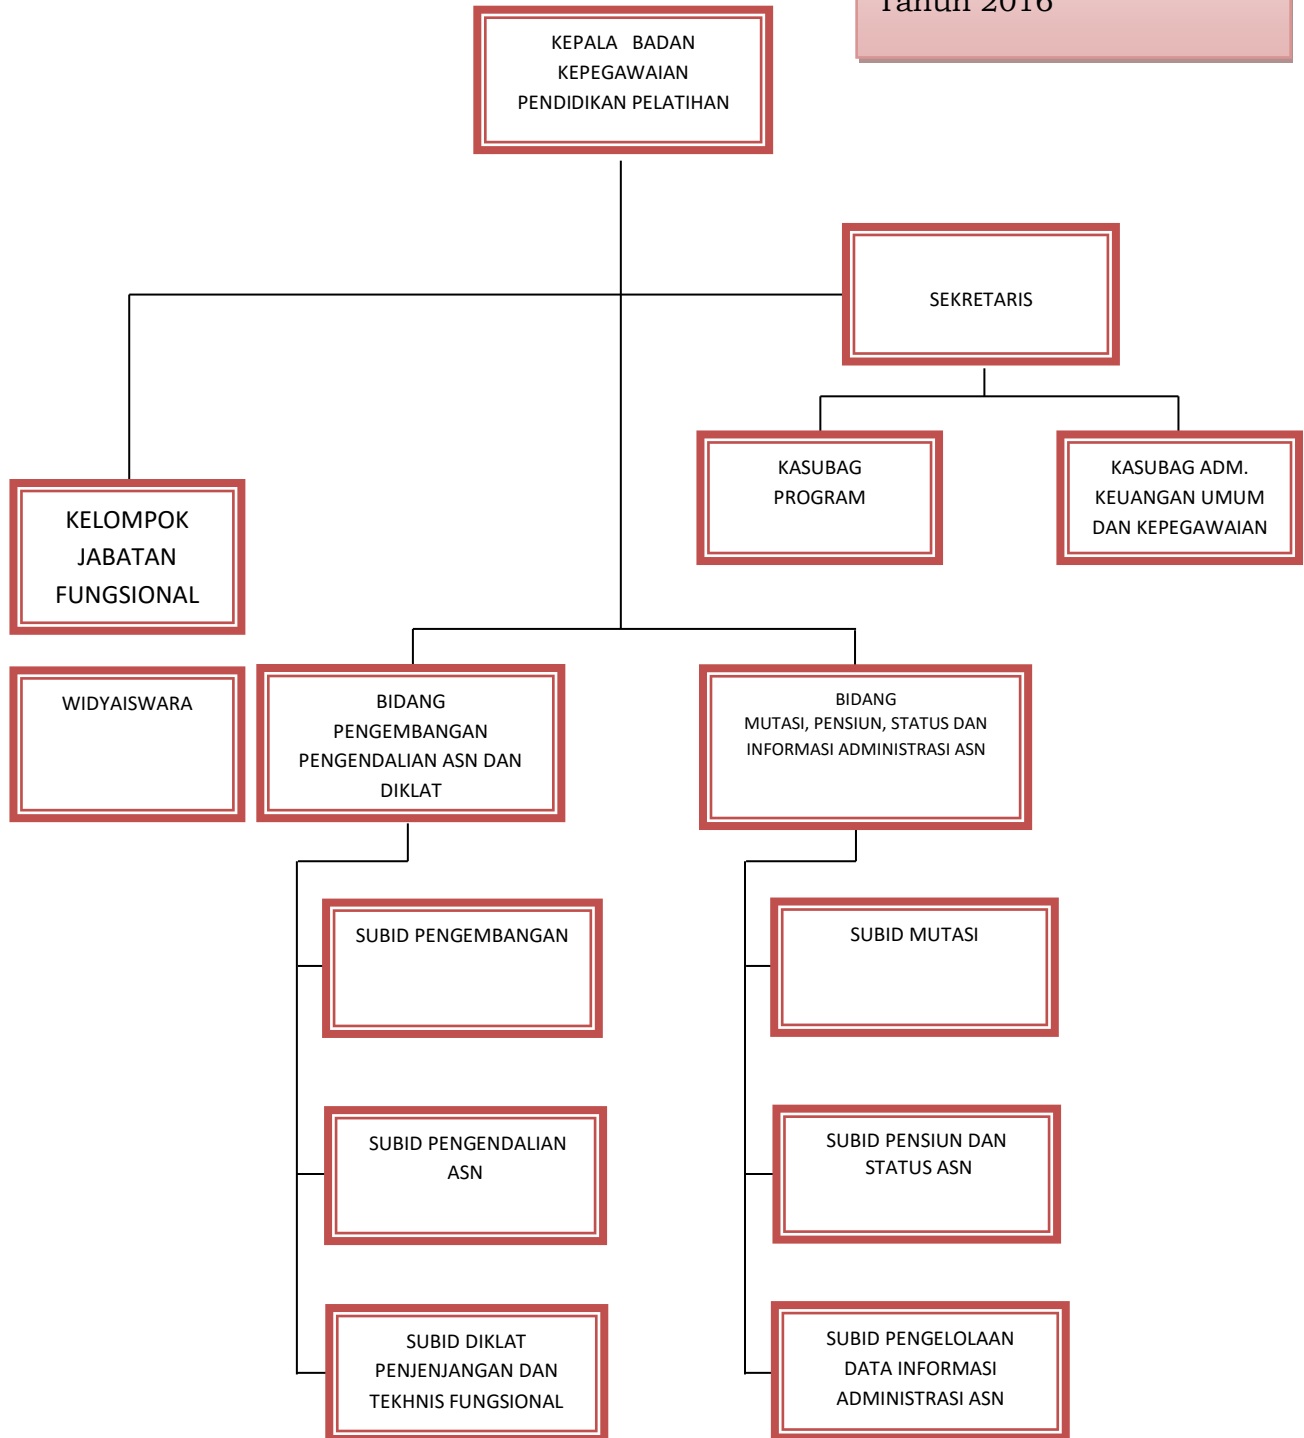 Tahun 2016
KEPALA BADAN
KEPEGAWAIAN
PENDIDIKAN PELATIHAN
SEKRETARIS
KASUBAG
PROGRAM
KASUBAG ADM.
KEUANGAN UMUM
DAN KEPEGAWAIAN
KELOMPOK
JABATAN
FUNGSIONAL
WIDYAISWARA
BIDANG
PENGEMBANGAN
PENGENDALIAN ASN DAN
DIKLAT
BIDANG
MUTASI, PENSIUN, STATUS DAN
INFORMASI ADMINISTRASI ASN
SUBID PENGEMBANGAN
SUBID MUTASI
SUBID PENGENDALIAN
ASN
SUBID PENSIUN DAN
STATUS ASN
SUBID DIKLAT
PENJENJANGAN DAN
TEKHNIS FUNGSIONAL
SUBID PENGELOLAAN
DATA INFORMASI
ADMINISTRASI ASN